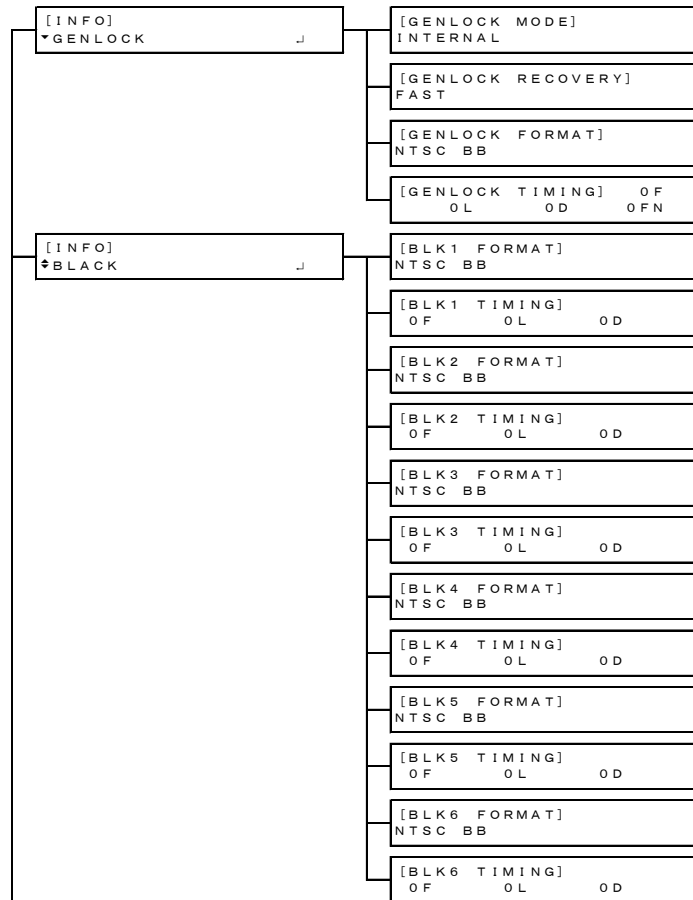 [INFO]
▼GENLOCK ↵
[GENLOCK MODE]
INTERNAL
[GENLOCK RECOVERY]
FAST
[GENLOCK FORMAT]
NTSC BB
[GENLOCK TIMING] 0F
0L 0D 0FN
[INFO]
♦BLACK ↵
[BLK1 FORMAT]
NTSC BB
[BLK1 TIMING]
0F 0L 0D
[BLK2 FORMAT]
NTSC BB
[BLK2 TIMING]
0F 0L 0D
[BLK3 FORMAT]
NTSC BB
[BLK3 TIMING]
0F 0L 0D
[BLK4 FORMAT]
NTSC BB
[BLK4 TIMING]
0F 0L 0D
[BLK5 FORMAT]
NTSC BB
[BLK5 TIMING]
0F 0L 0D
[BLK6 FORMAT]
NTSC BB
[BLK6 TIMING]
0F 0L 0D